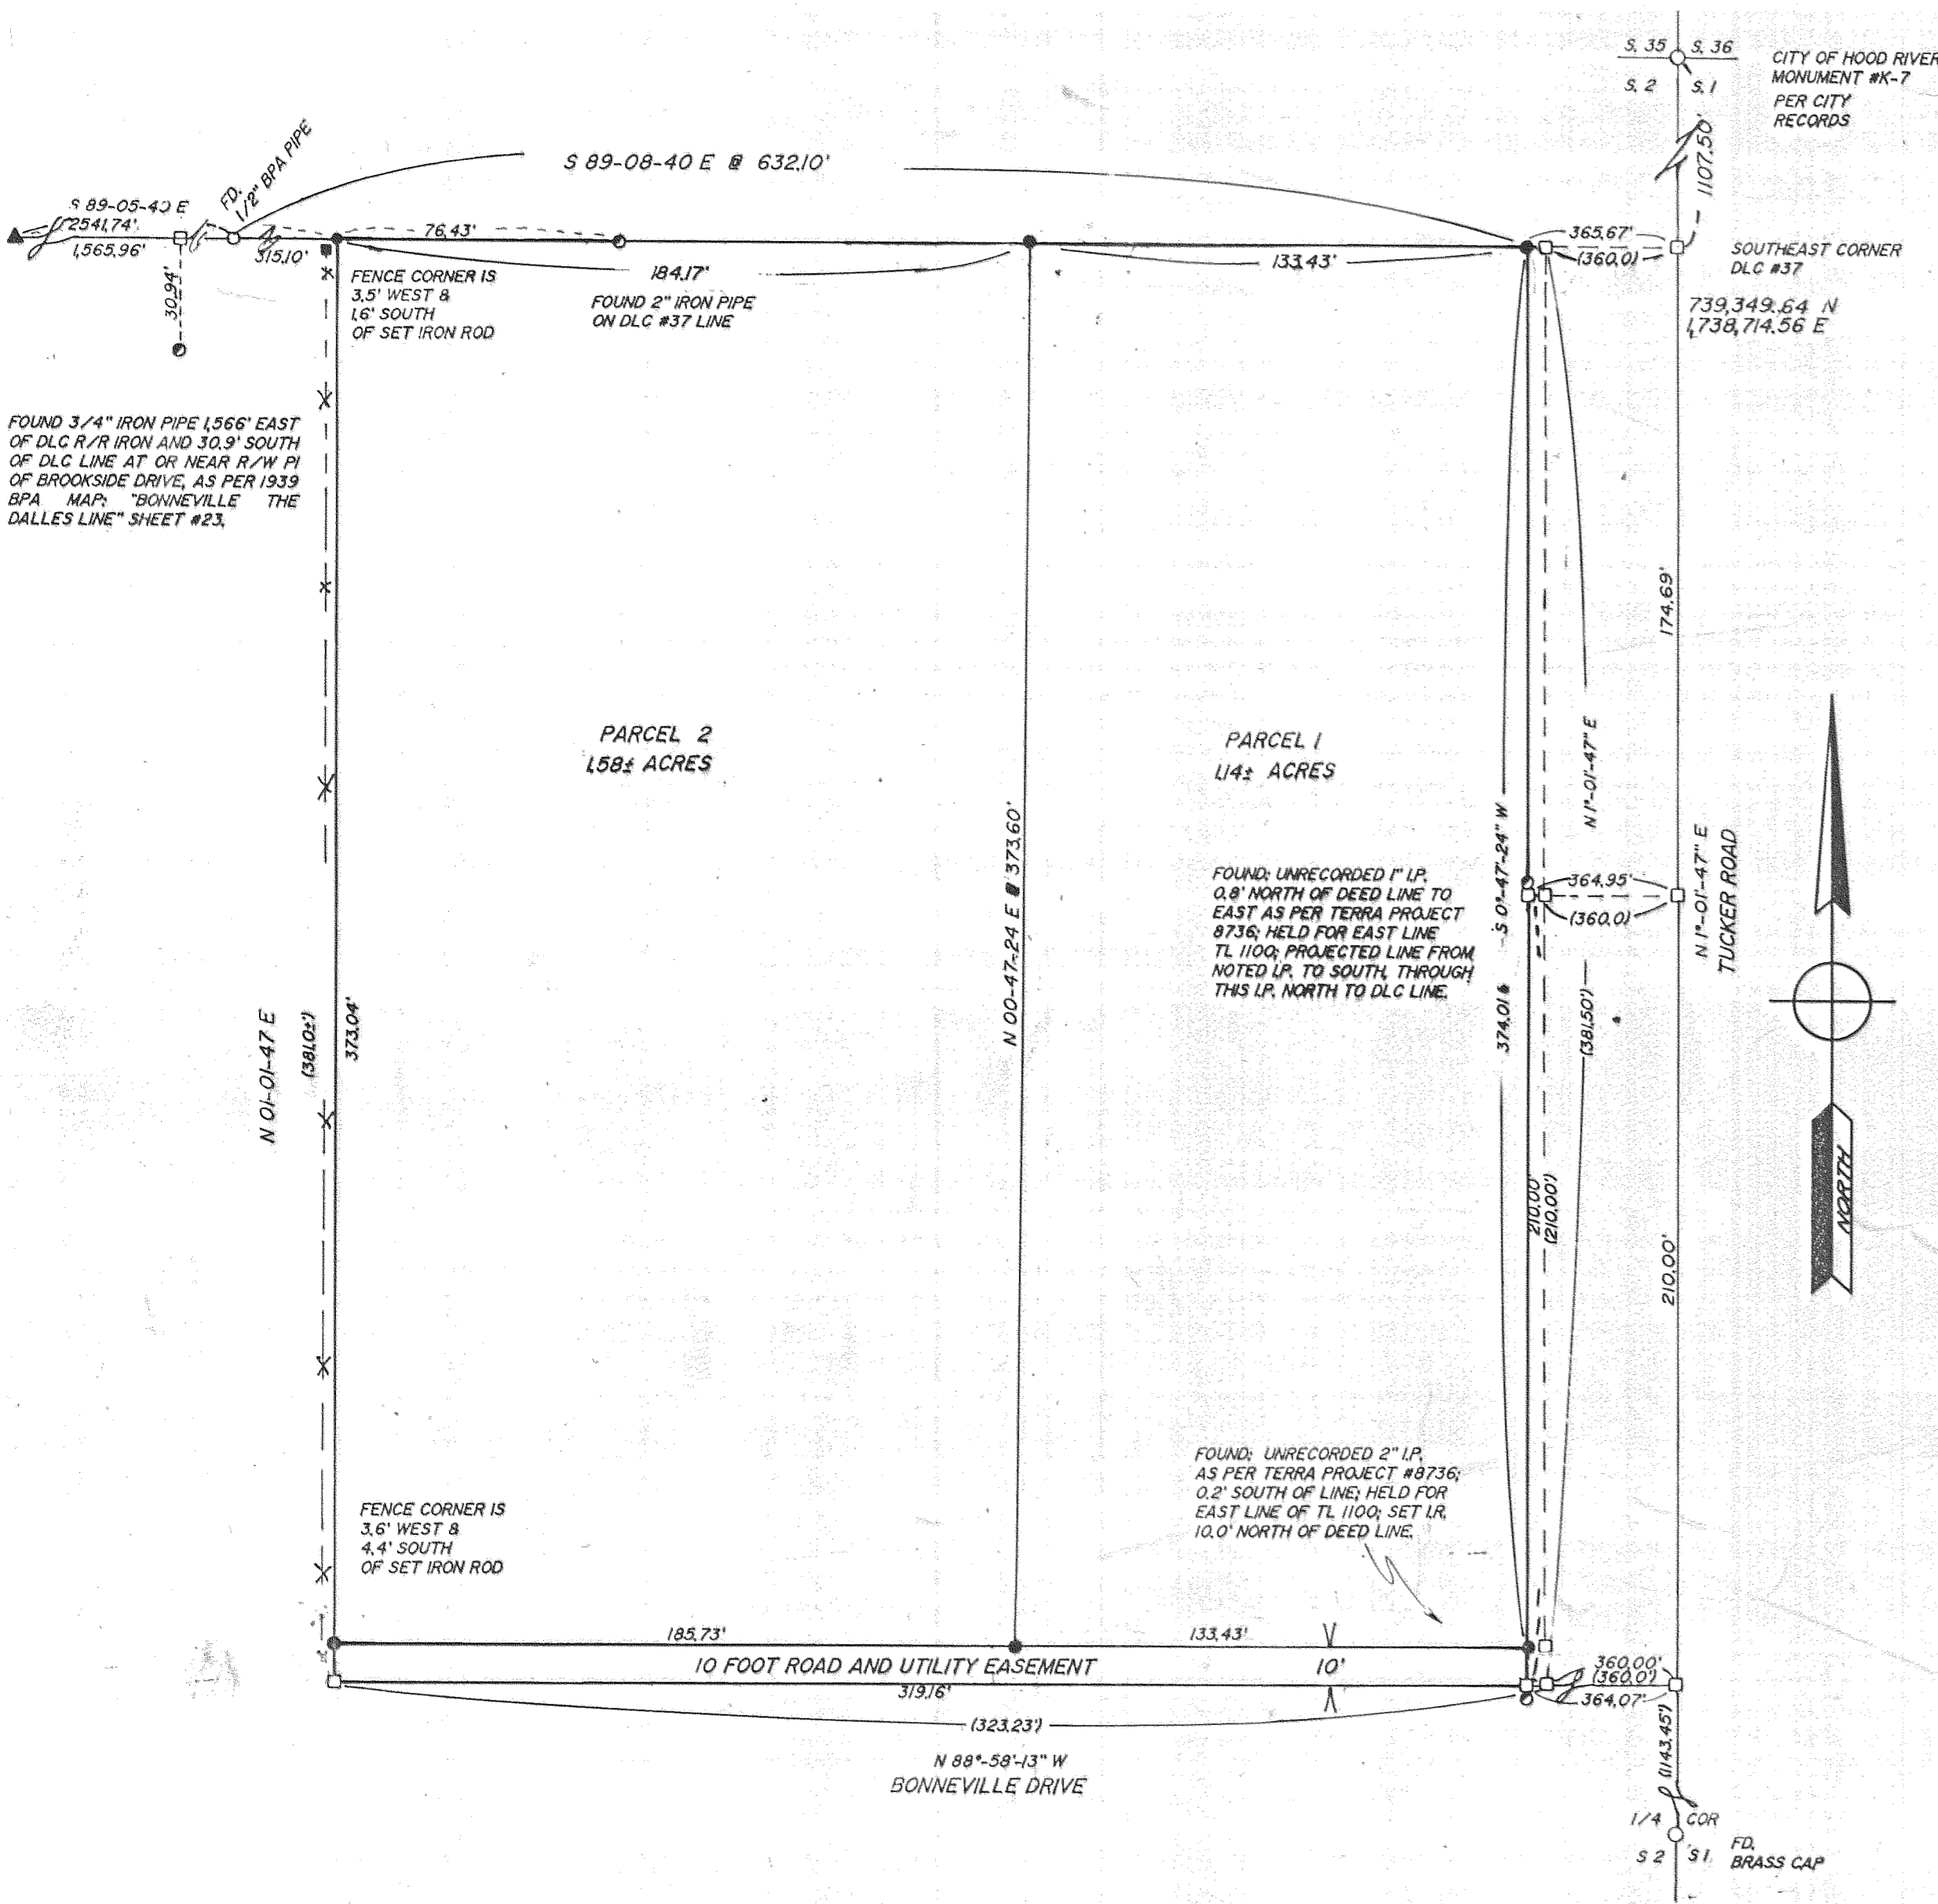 S. 35 S. 36
S. 2 S. 1
CITY OF HOOD RIVER
MONUMENT #K-7
PER CITY
RECORDS
1107.50'
FD.
1/2" BPA PIPE
S 89-08-40 E @ 632.10'
S 89-05-40 E
2541.74'
1,565.96'
315.10'
30.94'
76.43'
184.17'
133.43'
365.67'
(360.0)
SOUTHEAST CORNER
DLC #37
739,349.64 N
1,738,714.56 E
FENCE CORNER IS
3.5' WEST &
1.6' SOUTH
OF SET IRON ROD
FOUND 2" IRON PIPE
ON DLC #37 LINE
FOUND 3/4" IRON PIPE 1,566' EAST
OF DLC R/R IRON AND 30.9' SOUTH
OF DLC LINE AT OR NEAR R/W PI
OF BROOKSIDE DRIVE, AS PER 1939
BPA MAP: "BONNEVILLE THE
DALLES LINE" SHEET #23.
174.69'
PARCEL 2
1.58± ACRES
PARCEL 1
1.14± ACRES
N 00-47-24 E @ 373.60'
S 0°-47'-24" W
374.01'
N 1°-01'-47" E
(381.50')
N 1°-01'-47" E
TUCKER ROAD
FOUND: UNRECORDED 1" I.P.
0.8' NORTH OF DEED LINE TO
EAST AS PER TERRA PROJECT
8736; HELD FOR EAST LINE
TL 1100; PROJECTED LINE FROM
NOTED I.P. TO SOUTH, THROUGH
THIS I.P. NORTH TO DLC LINE.
364.95'
(360.0)
N 01-01-47 E
(381.0±')
373.04'
210.00'
(210.00')
210.00'
NORTH
FOUND: UNRECORDED 2" I.P.
AS PER TERRA PROJECT #8736;
0.2' SOUTH OF LINE; HELD FOR
EAST LINE OF TL 1100; SET I.R.
10.0' NORTH OF DEED LINE.
FENCE CORNER IS
3.6' WEST &
4.4' SOUTH
OF SET IRON ROD
185.73'
133.43'
10 FOOT ROAD AND UTILITY EASEMENT
10'
319.16'
(323.23')
360.00'
(360.0')
364.07'
N 88°-58'-13" W
BONNEVILLE DRIVE
(143.45')
1/4 COR
S 2 S 1
FD.
BRASS CAP